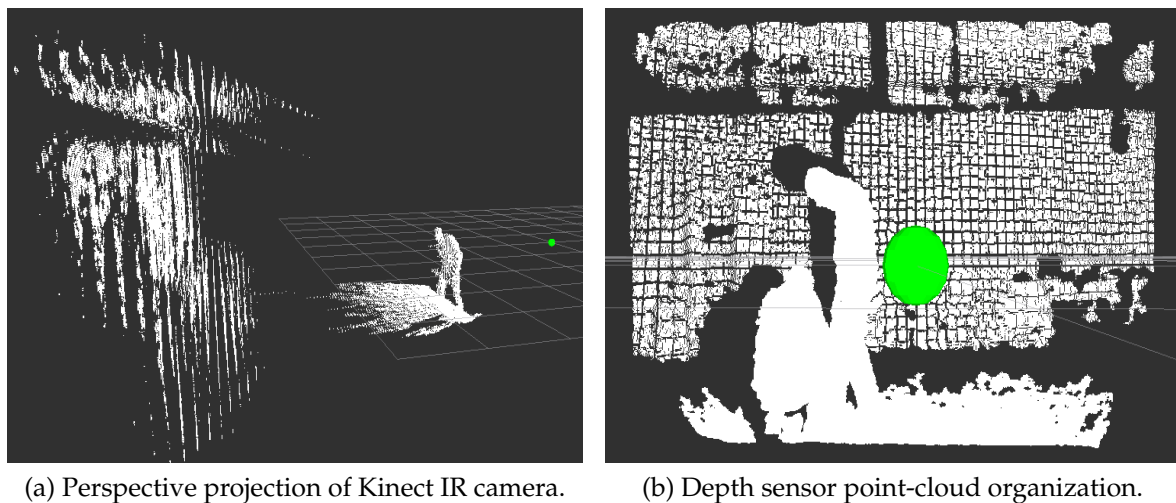 (a) Perspective projection of Kinect IR camera.
(b) Depth sensor point-cloud organization.